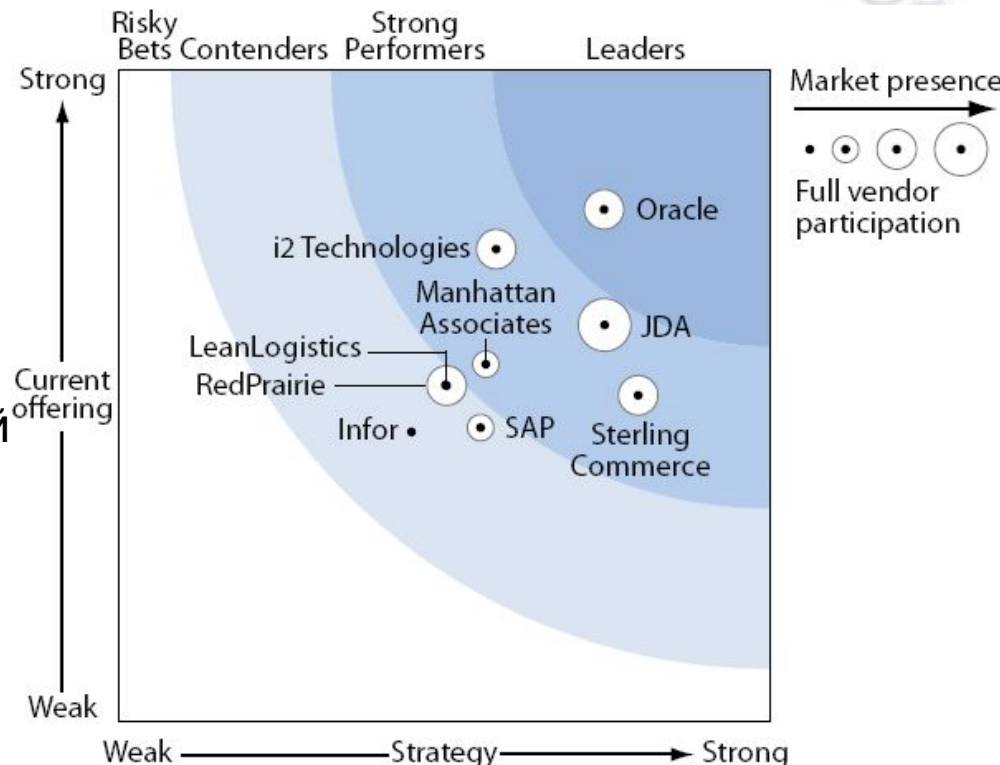 Risky
Bets
Contenders
Strong
Performers
Leaders
Strong
Market presence
Full vendor
participation
Oracle
i2 Technologies
Manhattan
Associates
JDA
LeanLogistics
RedPrairie
Current
offering
й
Infor
SAP
Sterling
Commerce
Weak
Weak
Strategy
Strong